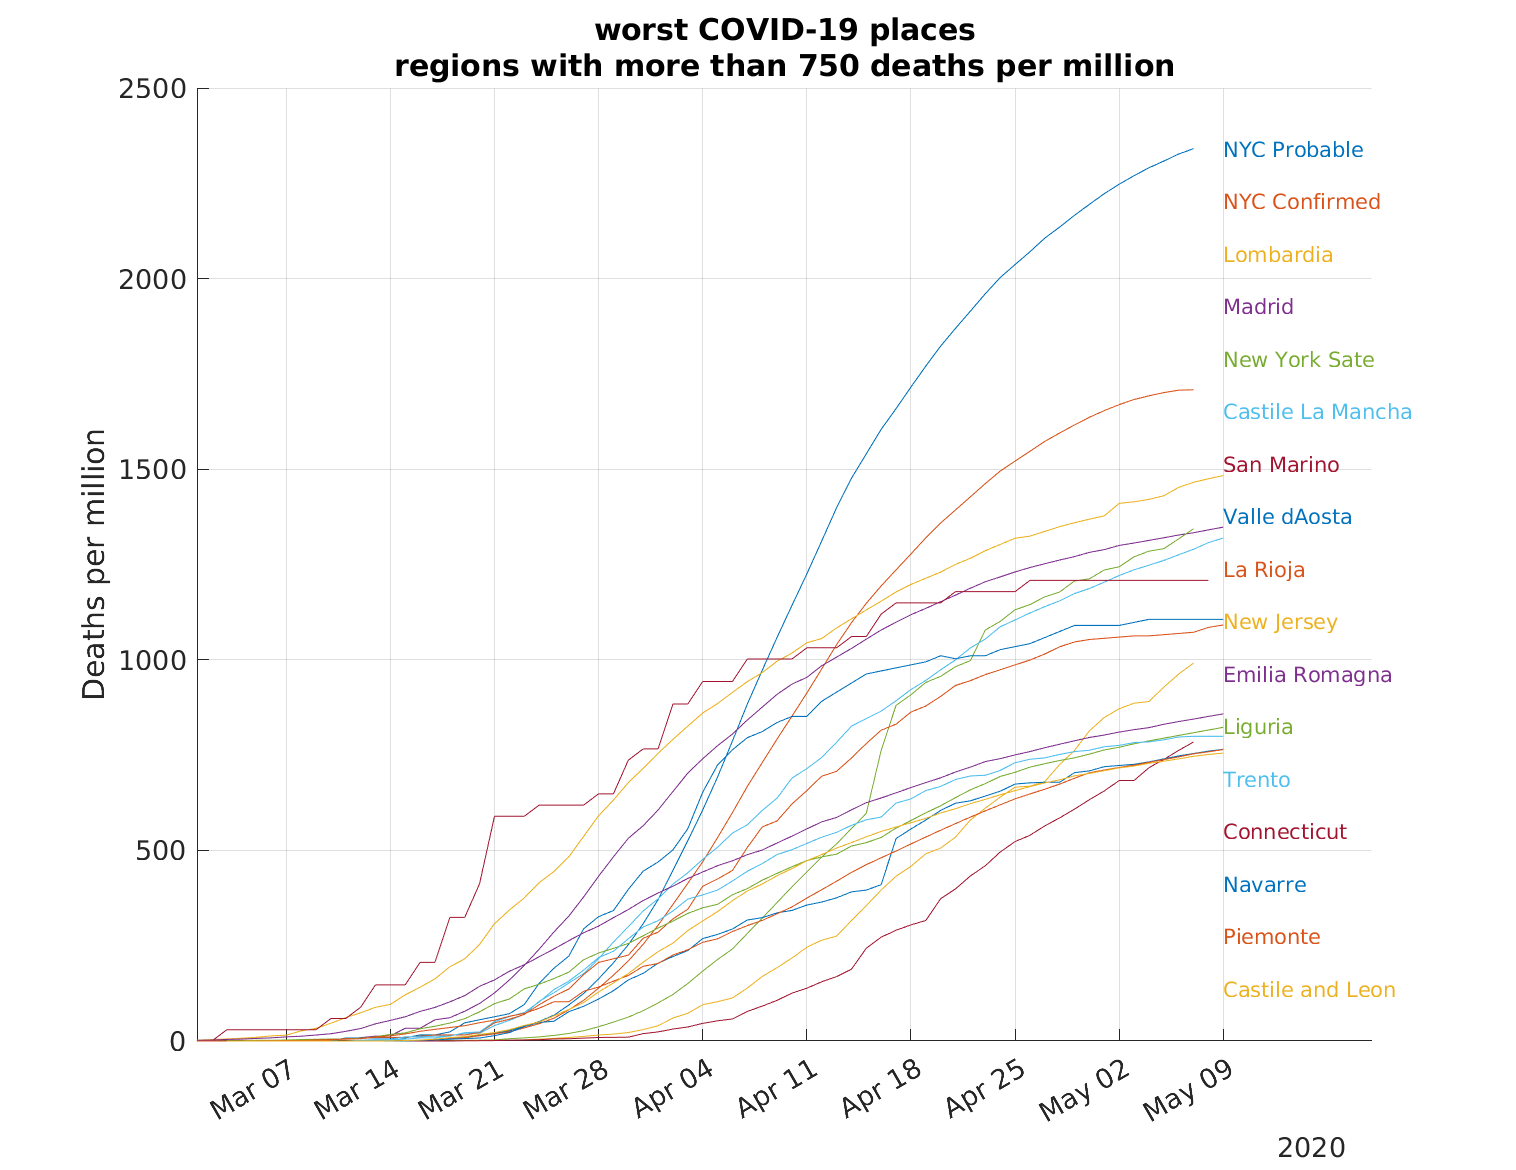 worst COVID-19 places
regions with more than 750 deaths per million
Deaths per million
2500
2000
1500
1000
500
0
NYC Probable
NYC Confirmed
Lombardia
Madrid
New York Sate
Castile La Mancha
San Marino
Valle dAosta
La Rioja
New Jersey
Emilia Romagna
Liguria
Trento
Connecticut
Navarre
Piemonte
Castile and Leon
Mar 07
Mar 14
Mar 21
Mar 28
Apr 04
Apr 11
Apr 18
Apr 25
May 02
May 09
2020